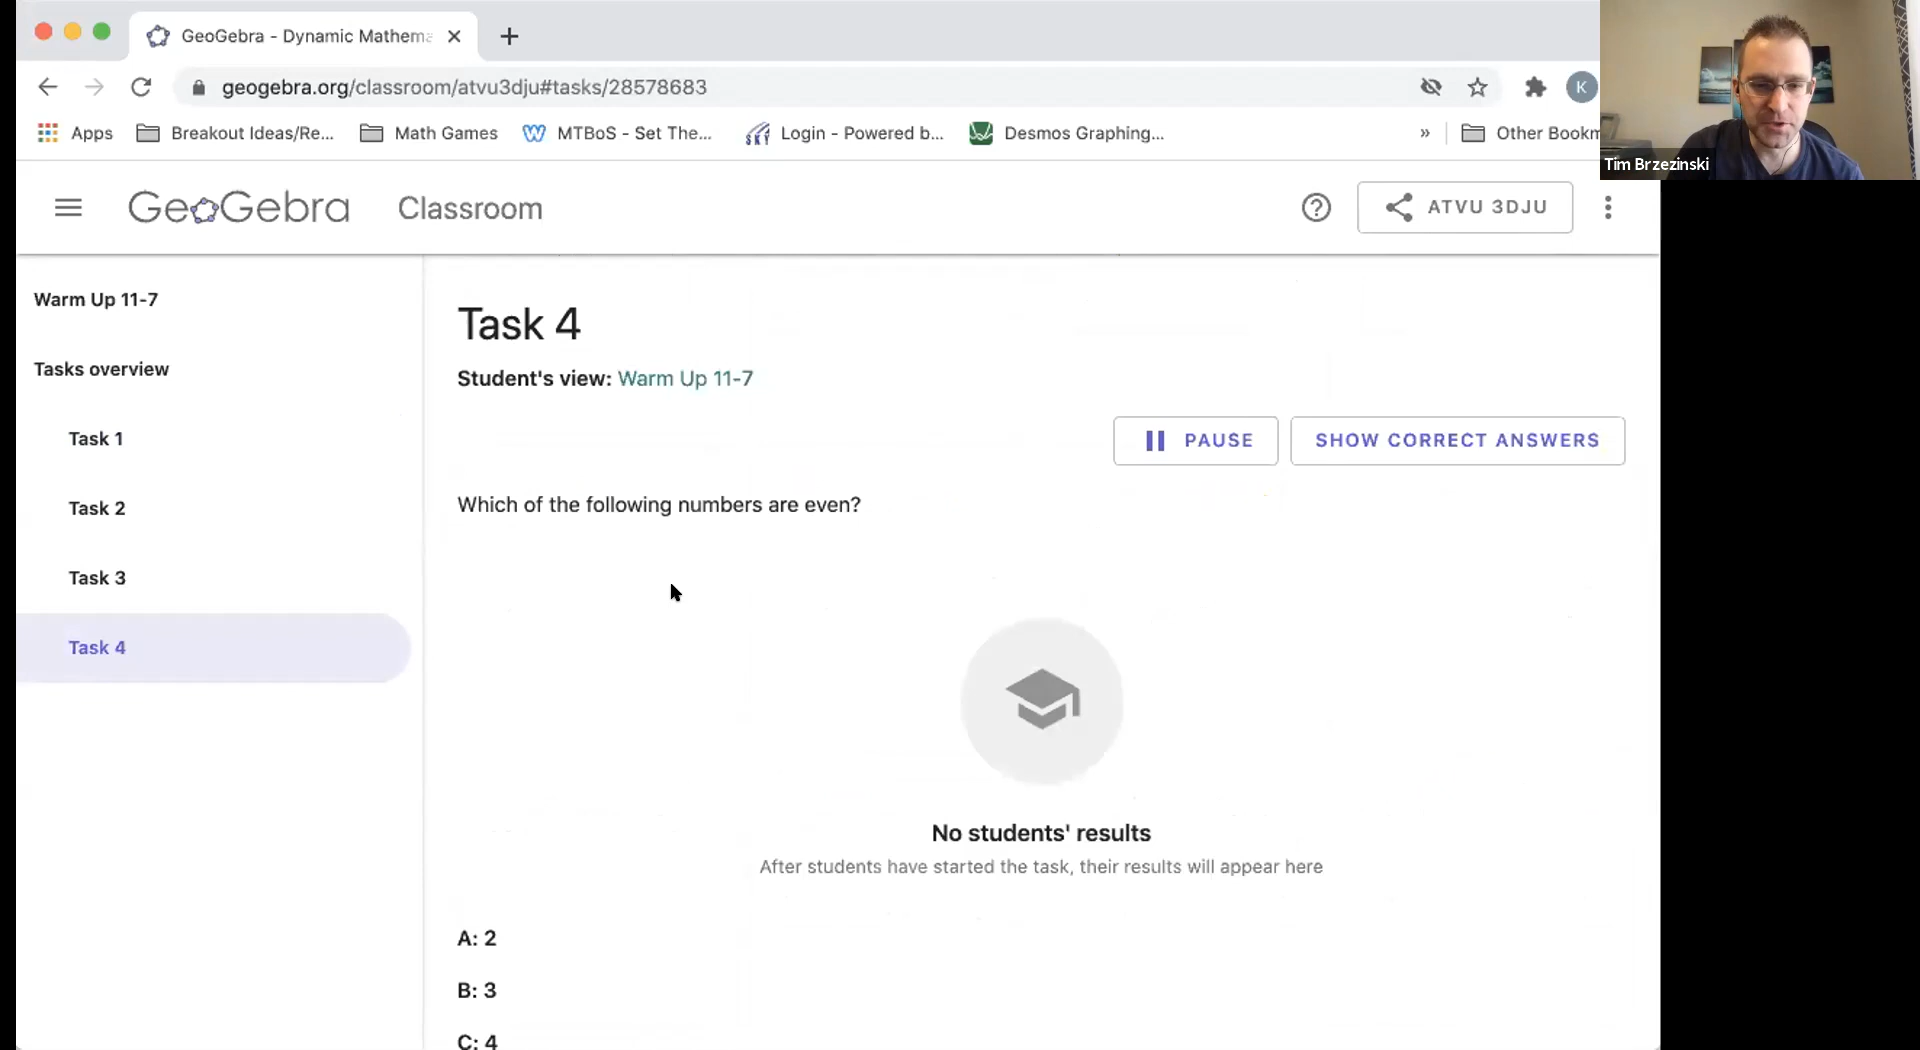 GeoGebra - Dynamic Mathema
geogebra.org/classroom/atvu3dju#tasks/28578683
K
Apps
Breakout Ideas/Re...
Math Games
MTBoS - Set The...
Login - Powered b...
Desmos Graphing...
»
Other Bookm
Tim Brzezinski
GeoGebra
Classroom
ATVU 3DJU
Warm Up 11-7
Tasks overview
Task 1
Task 2
Task 3
Task 4
Task 4
Student's view: Warm Up 11-7
PAUSE
SHOW CORRECT ANSWERS
Which of the following numbers are even?
No students' results
After students have started the task, their results will appear here
A: 2
B: 3
C: 4